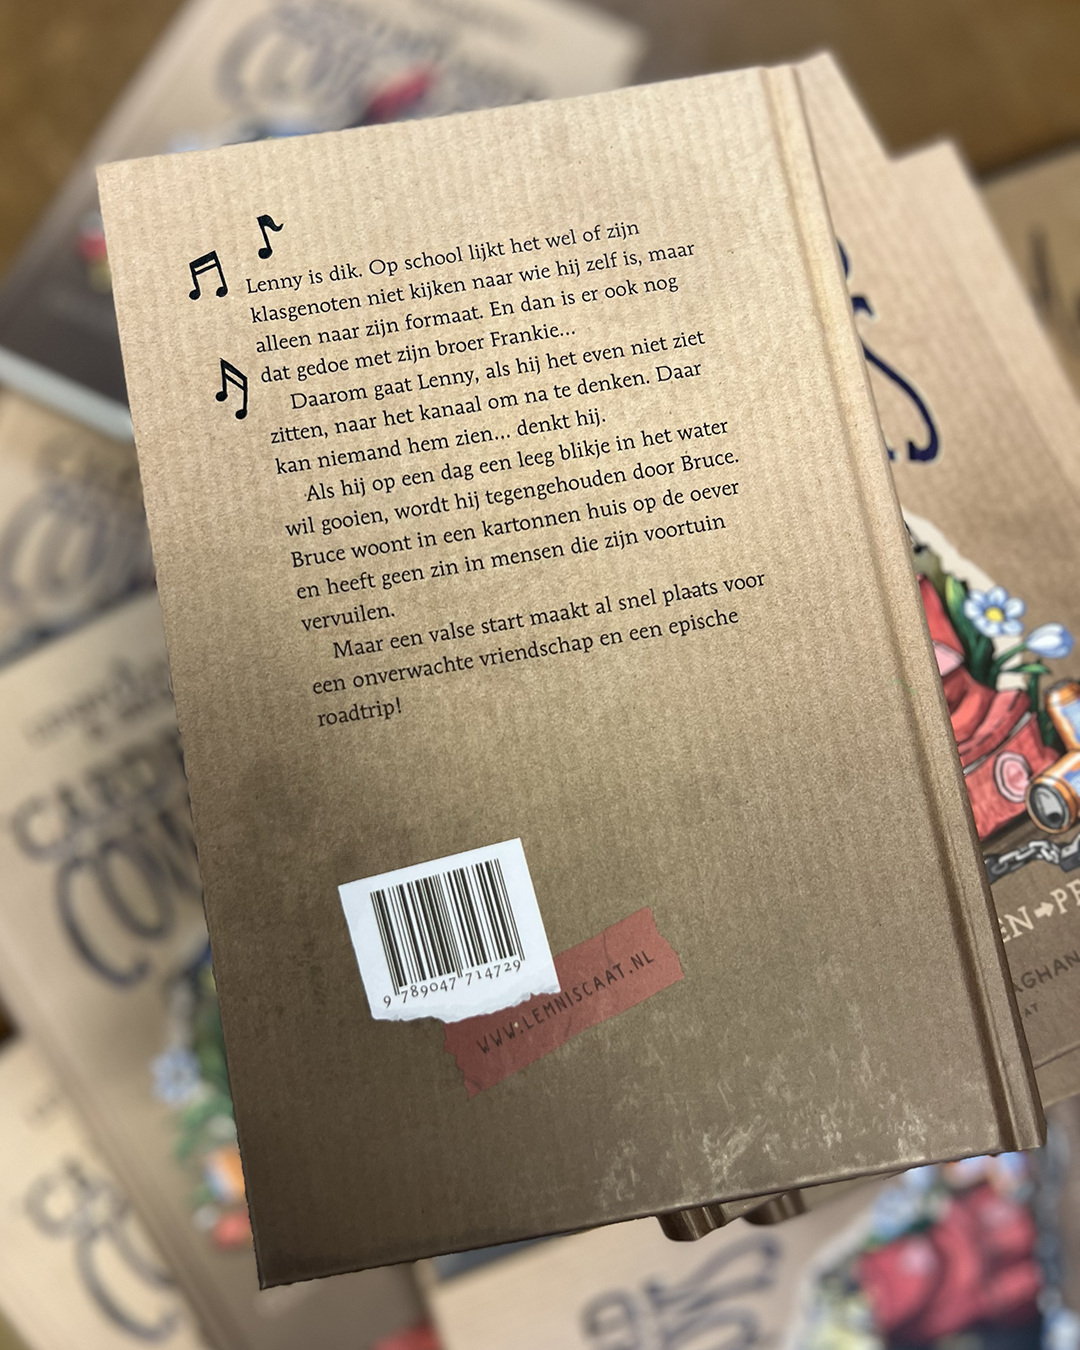 Lenny is dik. Op school lijkt het wel of zijn
klasgenoten niet kijken naar wie hij zelf is, maar
alleen naar zijn formaat. En dan is er ook nog
dat gedoe met zijn broer Frankie...
Daarom gaat Lenny, als hij het even niet ziet
zitten, naar het kanaal om na te denken. Daar
kan niemand hem zien... denkt hij.
Als hij op een dag een leeg blikje in het water
wil gooien, wordt hij tegengehouden door Bruce.
Bruce woont in een kartonnen huis op de oever
en heeft geen zin in mensen die zijn voortuin
vervuilen.
Maar een valse start maakt al snel plaats voor
een onverwachte vriendschap en een epische
roadtrip!
9 789047 714729
WWW.LEMNISCAAT.NL